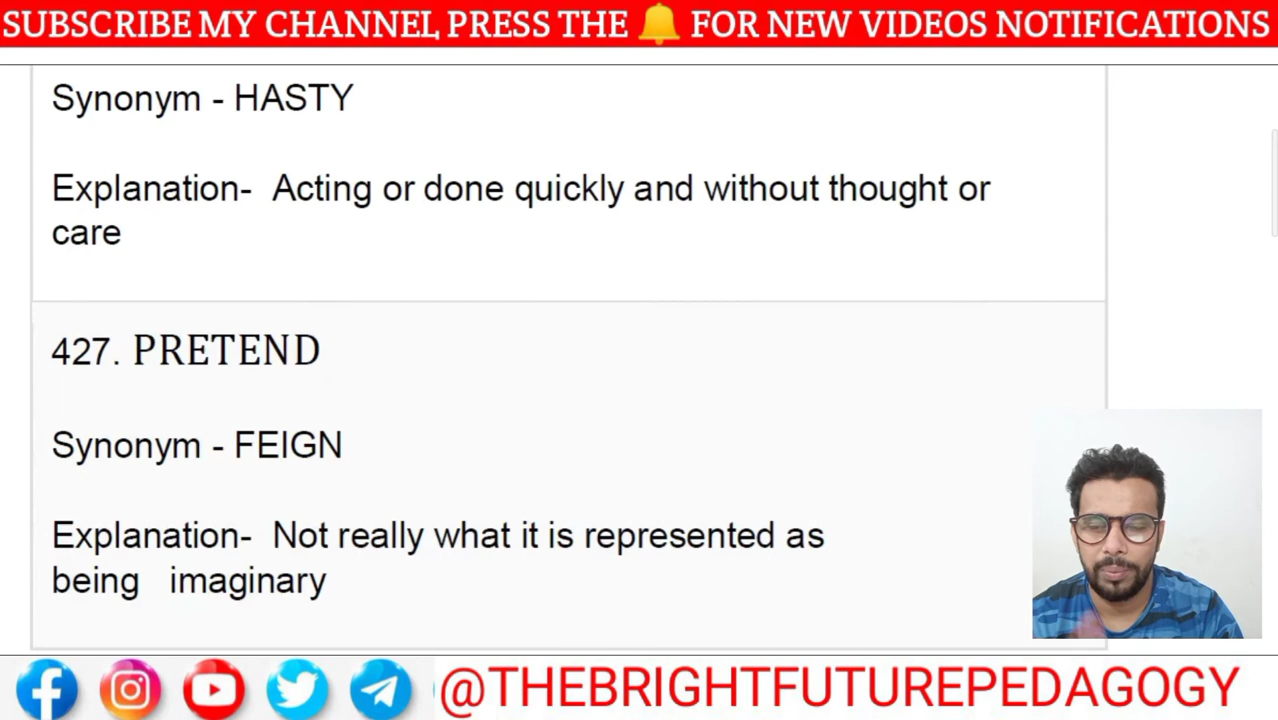 SUBSCRIBE MY CHANNEL, PRESS THE 🔔 FOR NEW VIDEOS NOTIFICATIONS
Synonym - HASTY
Explanation- Acting or done quickly and without thought or
care
427. PRETEND
Synonym - FEIGN
Explanation- Not really what it is represented as
being imaginary
@THEBRIGHTFUTUREPEDAGOGY